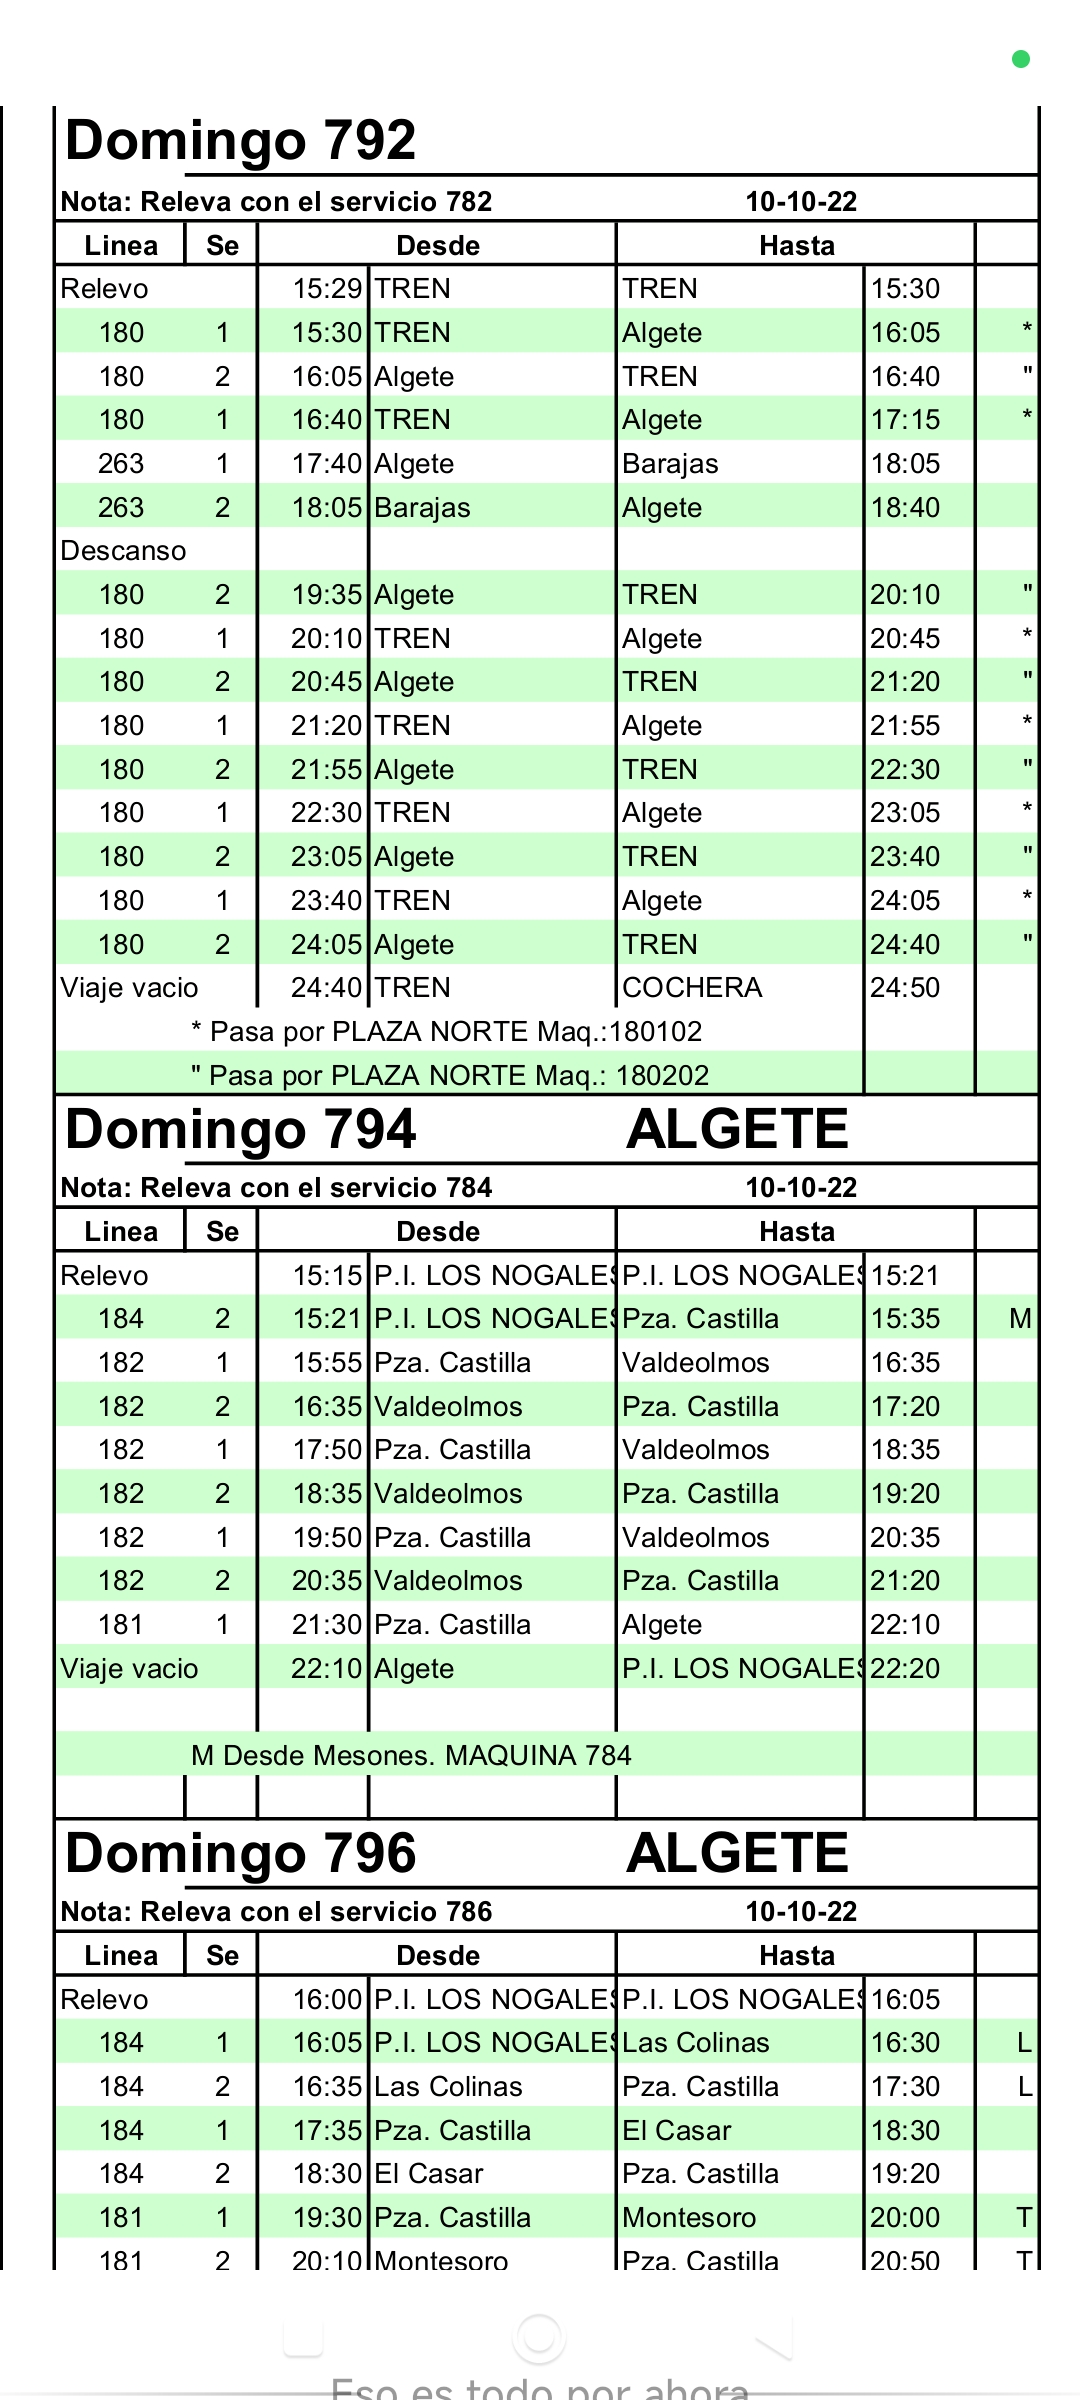 Domingo 792
Nota: Releva con el servicio 782 10-10-22
Linea Se Desde Hasta
Relevo 15:29 TREN TREN 15:30
180 1 15:30 TREN Algete 16:05 *
180 2 16:05 Algete TREN 16:40 "
180 1 16:40 TREN Algete 17:15 *
263 1 17:40 Algete Barajas 18:05
263 2 18:05 Barajas Algete 18:40
Descanso
180 2 19:35 Algete TREN 20:10 "
180 1 20:10 TREN Algete 20:45 *
180 2 20:45 Algete TREN 21:20 "
180 1 21:20 TREN Algete 21:55 *
180 2 21:55 Algete TREN 22:30 "
180 1 22:30 TREN Algete 23:05 *
180 2 23:05 Algete TREN 23:40 "
180 1 23:40 TREN Algete 24:05 *
180 2 24:05 Algete TREN 24:40 "
Viaje vacio 24:40 TREN COCHERA 24:50
* Pasa por PLAZA NORTE Maq.:180102
" Pasa por PLAZA NORTE Maq.: 180202
Domingo 794 ALGETE
Nota: Releva con el servicio 784 10-10-22
Linea Se Desde Hasta
Relevo 15:15 P.I. LOS NOGALES P.I. LOS NOGALES 15:21
184 2 15:21 P.I. LOS NOGALES Pza. Castilla 15:35 M
182 1 15:55 Pza. Castilla Valdeolmos 16:35
182 2 16:35 Valdeolmos Pza. Castilla 17:20
182 1 17:50 Pza. Castilla Valdeolmos 18:35
182 2 18:35 Valdeolmos Pza. Castilla 19:20
182 1 19:50 Pza. Castilla Valdeolmos 20:35
182 2 20:35 Valdeolmos Pza. Castilla 21:20
181 1 21:30 Pza. Castilla Algete 22:10
Viaje vacio 22:10 Algete P.I. LOS NOGALES 22:20
M Desde Mesones. MAQUINA 784
Domingo 796 ALGETE
Nota: Releva con el servicio 786 10-10-22
Linea Se Desde Hasta
Relevo 16:00 P.I. LOS NOGALES P.I. LOS NOGALES 16:05
184 1 16:05 P.I. LOS NOGALES Las Colinas 16:30 L
184 2 16:35 Las Colinas Pza. Castilla 17:30 L
184 1 17:35 Pza. Castilla El Casar 18:30
184 2 18:30 El Casar Pza. Castilla 19:20
181 1 19:30 Pza. Castilla Montesoro 20:00 T
181 2 20:10 Montesoro Pza. Castilla 20:50 T
Eso es todo por ahora